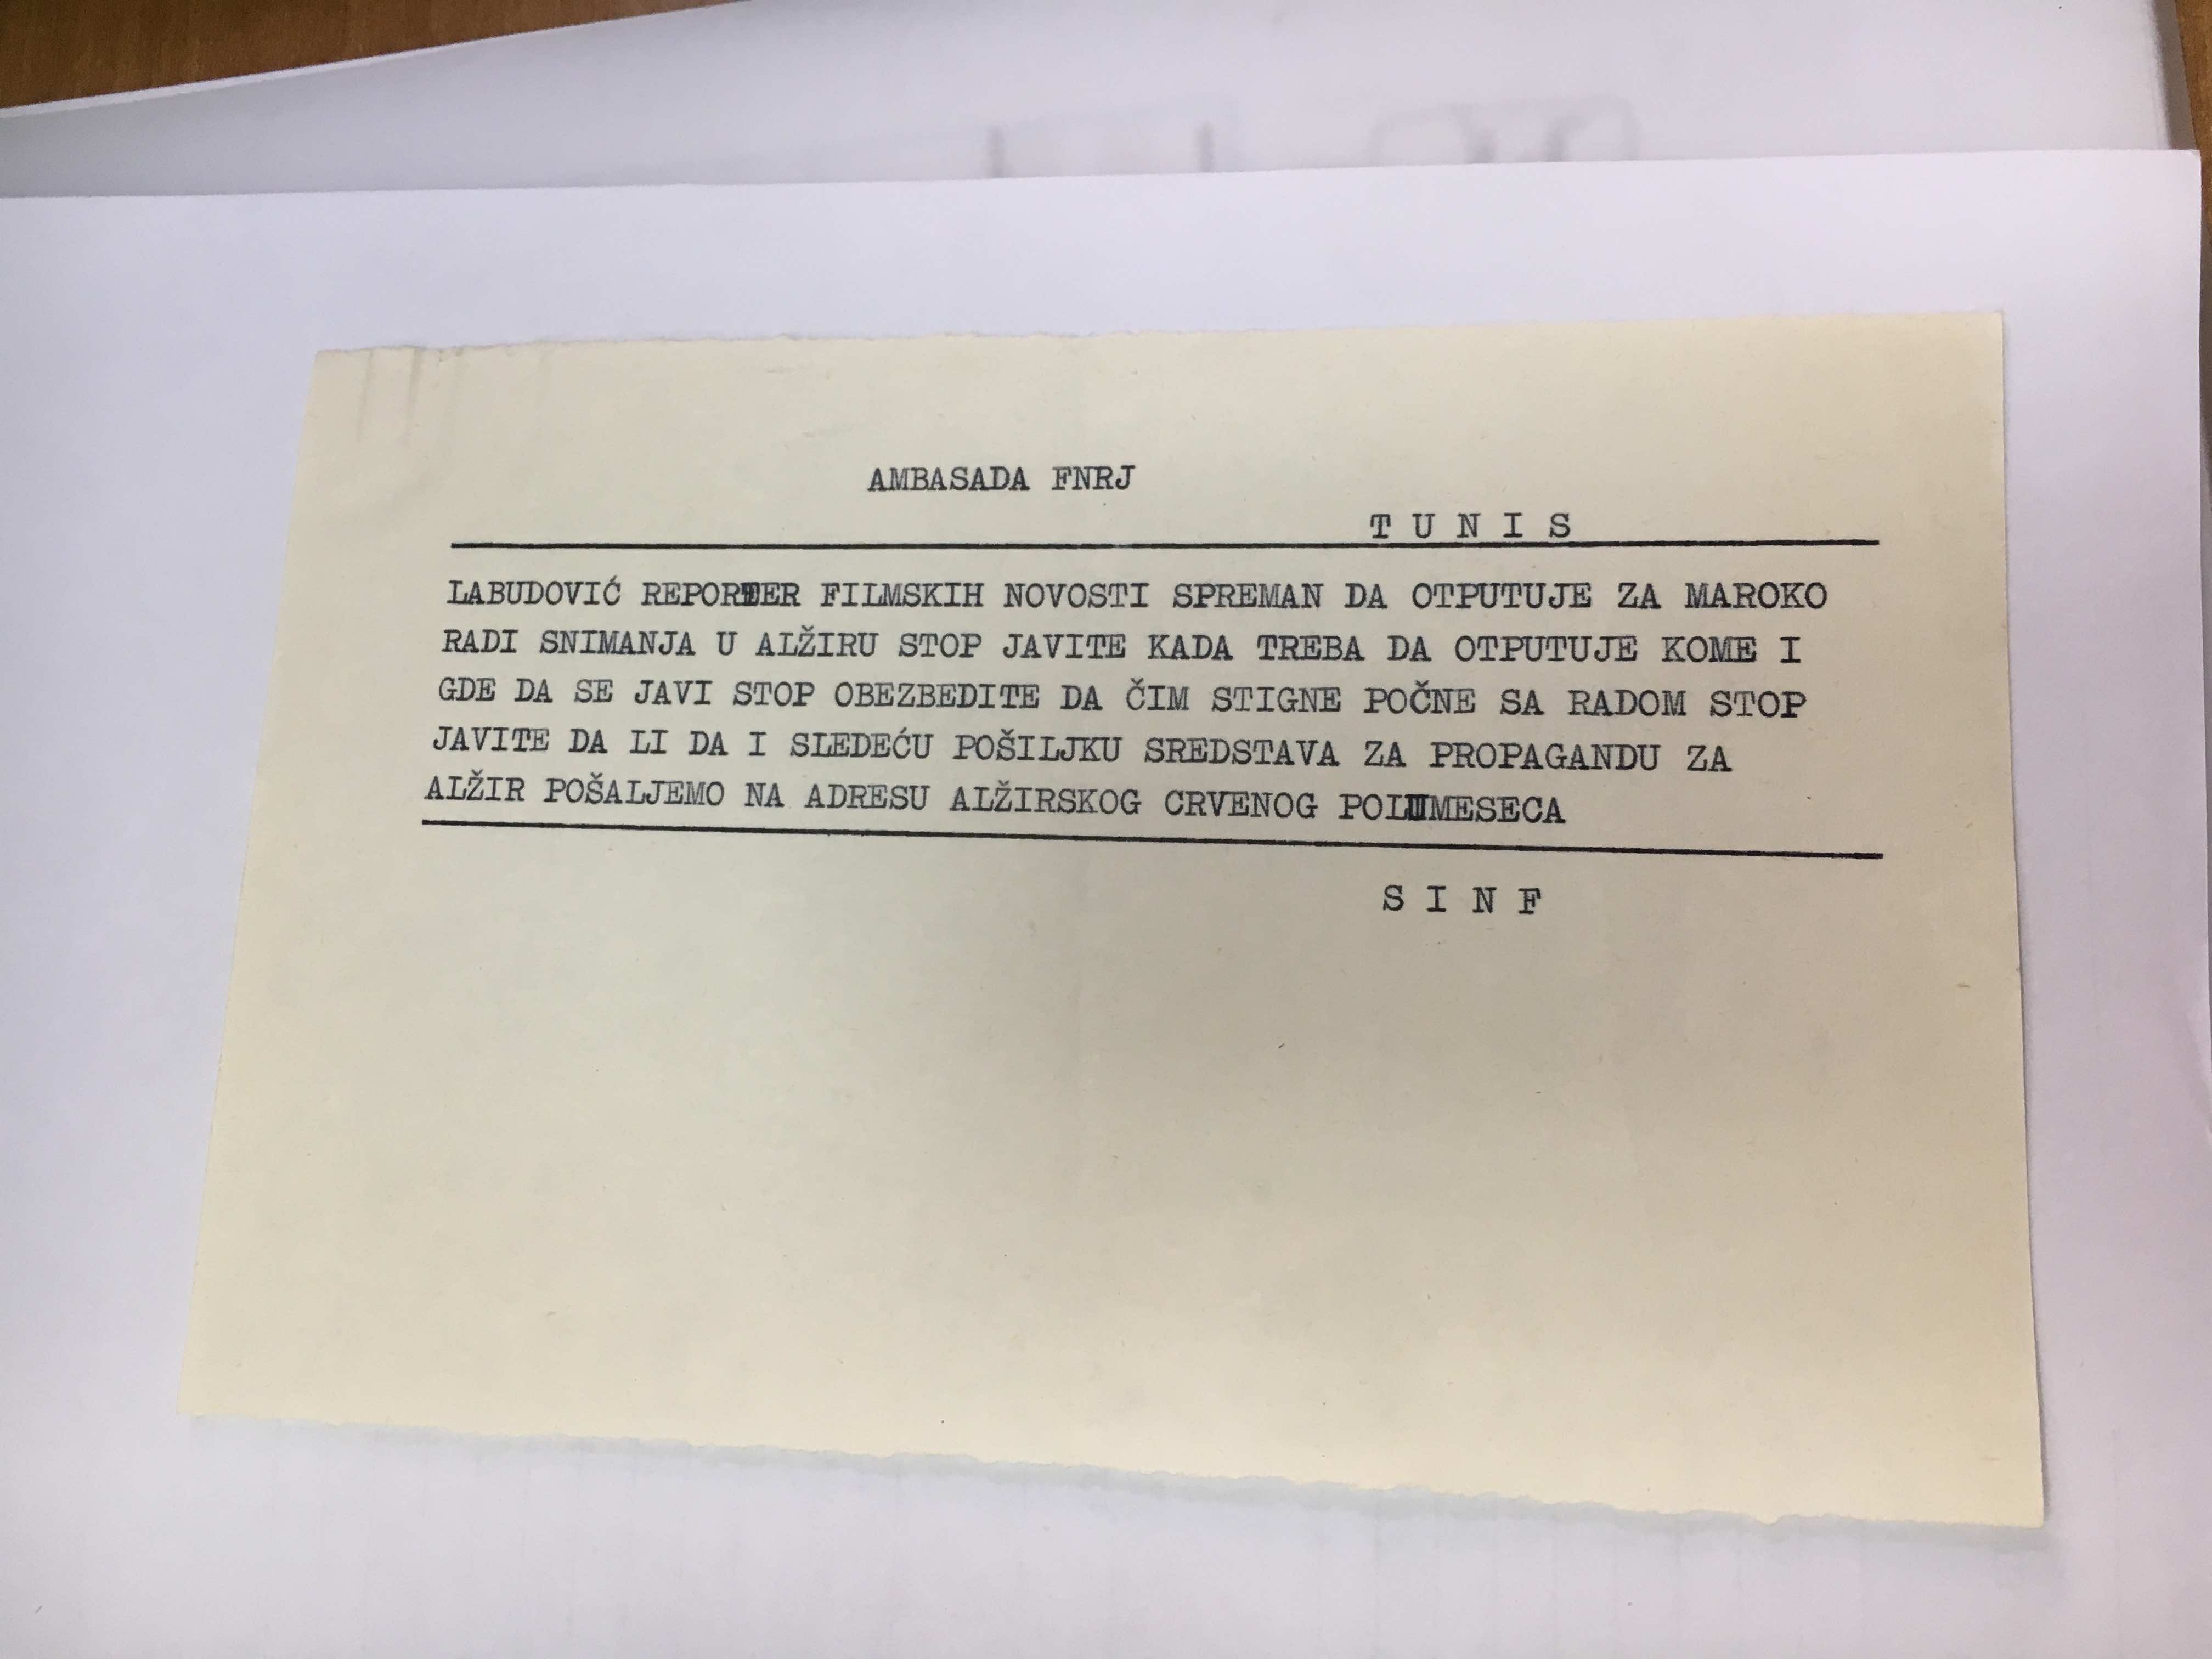 AMBASADA FNRJ
T U N I S
LABUDOVIĆ REPORTER FILMSKIH NOVOSTI SPREMAN DA OTPUTUJE ZA MAROKO
RADI SNIMANJA U ALŽIRU STOP JAVITE KADA TREBA DA OTPUTUJE KOME I
GDE DA SE JAVI STOP OBEZBEDITE DA ČIM STIGNE POČNE SA RADOM STOP
JAVITE DA LI DA I SLEDEĆU POŠILJKU SREDSTAVA ZA PROPAGANDU ZA
ALŽIR POŠALJEMO NA ADRESU ALŽIRSKOG CRVENOG POLUMESECA
S I N F